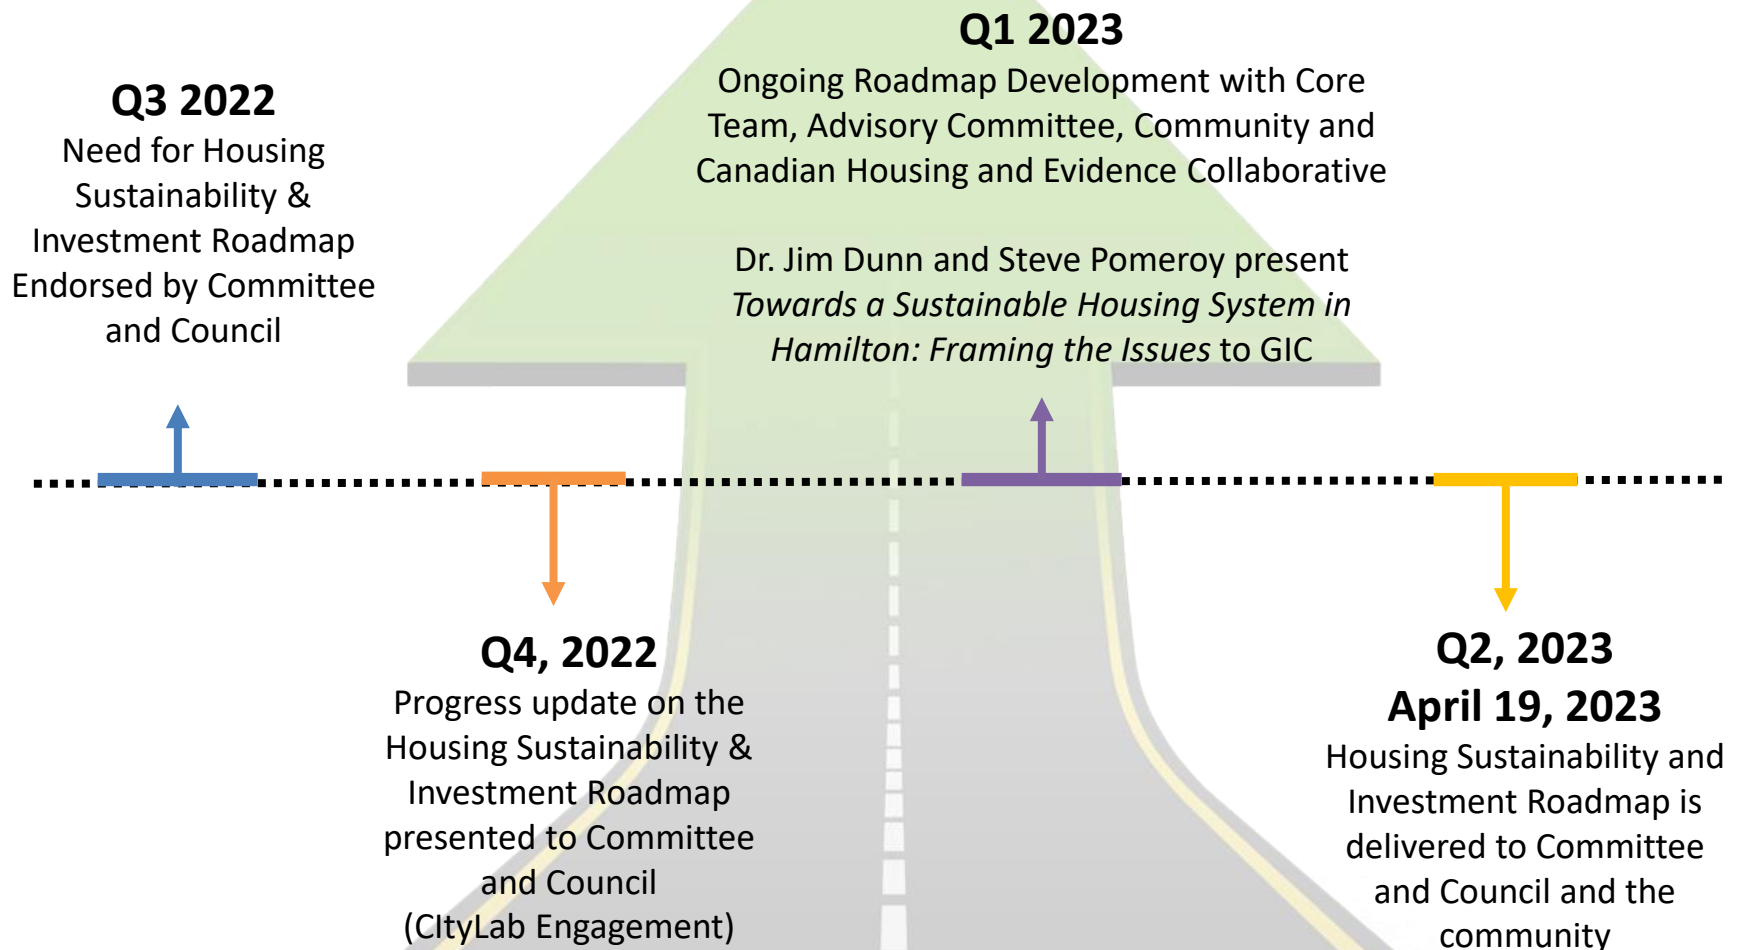 Q3 2022
Need for Housing
Sustainability &
Investment Roadmap
Endorsed by Committee
and Council
Q4, 2022
Progress update on the
Housing Sustainability &
Investment Roadmap
presented to Committee
and Council
(CItyLab Engagement)
Q1 2023
Ongoing Roadmap Development with Core
Team, Advisory Committee, Community and
Canadian Housing and Evidence Collaborative
Dr. Jim Dunn and Steve Pomeroy present
Towards a Sustainable Housing System in
Hamilton: Framing the Issues to GIC
Q2, 2023
April 19, 2023
Housing Sustainability and
Investment Roadmap is
delivered to Committee
and Council and the
community